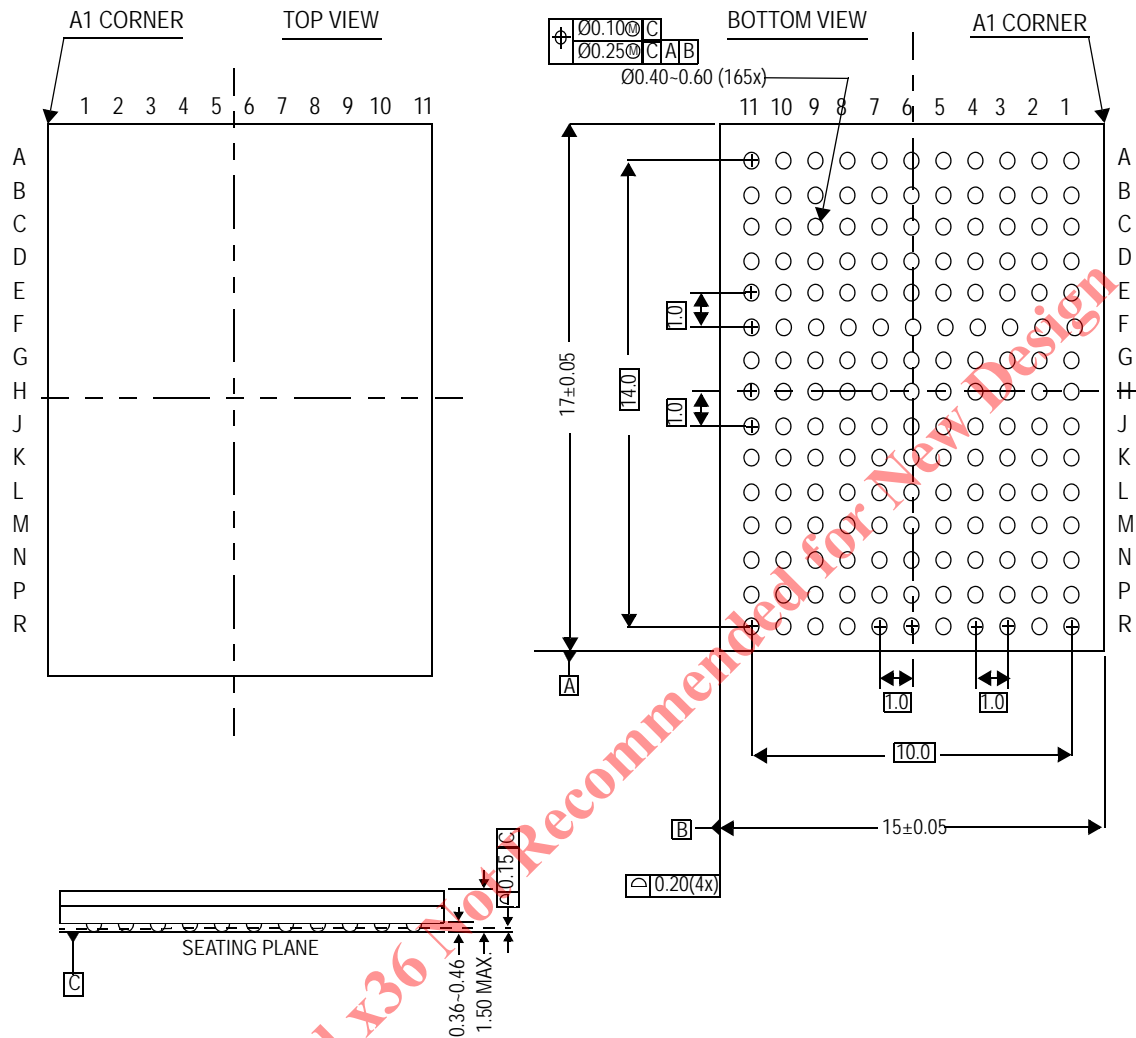 A1 CORNER
TOP VIEW
1 2 3 4 5 6 7 8 9 10 11
A
B
C
D
E
F
G
H
J
K
L
M
N
P
R
Ø0.10Ⓜ C
Ø0.25Ⓜ C A B
BOTTOM VIEW
A1 CORNER
Ø0.40~0.60 (165x)
11 10 9 8 7 6 5 4 3 2 1
A
B
C
D
E
F
G
H
J
K
L
M
N
P
R
1.0
1.0
17±0.05
14.0
A
1.0
1.0
10.0
B
15±0.05
0.20(4x)
0.15 C
SEATING PLANE
C
0.36~0.46
1.50 MAX.
x36 Not Recommended for New Design